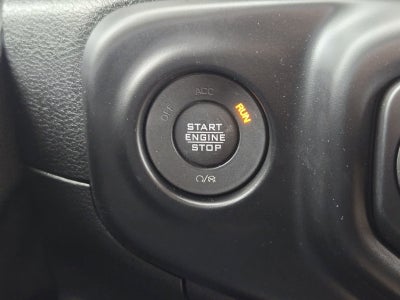 ACC
OFF
RUN
START
ENGINE
STOP